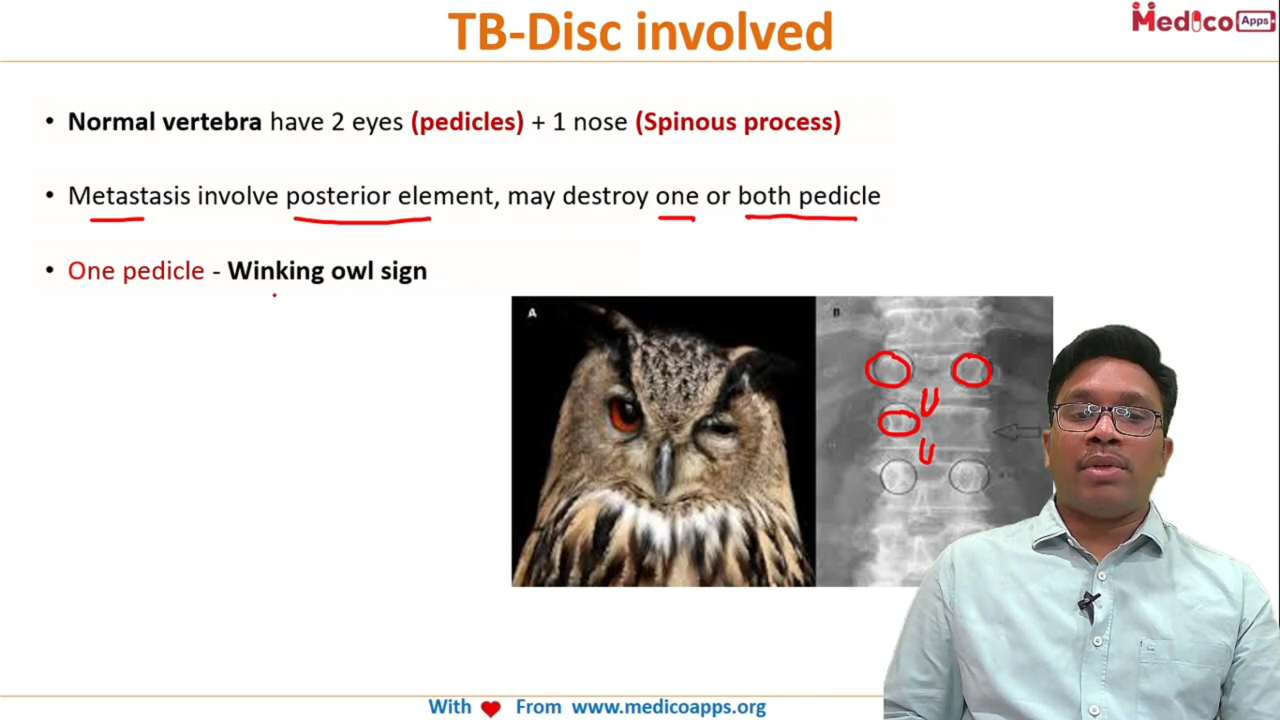 TB-Disc involved
Medico Apps
• Normal vertebra have 2 eyes (pedicles) + 1 nose (Spinous process)
• Metastasis involve posterior element, may destroy one or both pedicle
• One pedicle - Winking owl sign
A
B
With From www.medicoapps.org